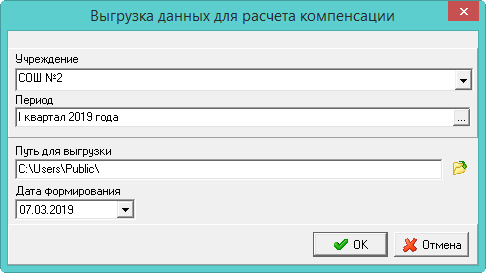 Выгрузка данных для расчета компенсации
Учреждение
СОШ №2
Период
I квартал 2019 года
...
Путь для выгрузки
C:\Users\Public\
Дата формирования
07.03.2019
OK
Отмена